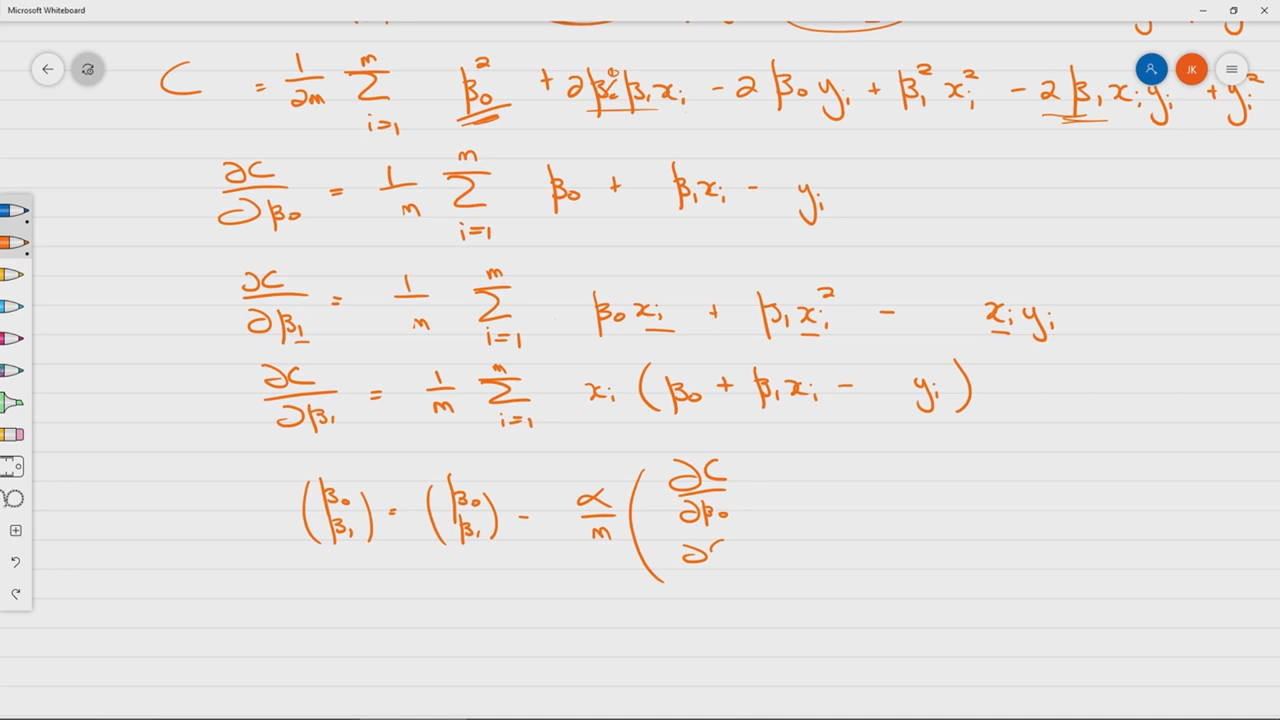 Microsoft Whiteboard
JK
C = 1/2m Σ_{i=1}^{m} β₀² + 2β₀β₁xᵢ - 2β₀yᵢ + β₁²xᵢ² - 2β₁xᵢyᵢ + yᵢ²
∂C/∂β₀ = 1/m Σ_{i=1}^{m} β₀ + β₁xᵢ - yᵢ
∂C/∂β₁ = 1/m Σ_{i=1}^{m} β₀xᵢ + β₁xᵢ² - xᵢyᵢ
∂C/∂β₁ = 1/m Σ_{i=1}^{m} xᵢ(β₀ + β₁xᵢ - yᵢ)
(β₀ β₁) = (β₀ β₁) - α/m ( ∂C/∂β₀
∂